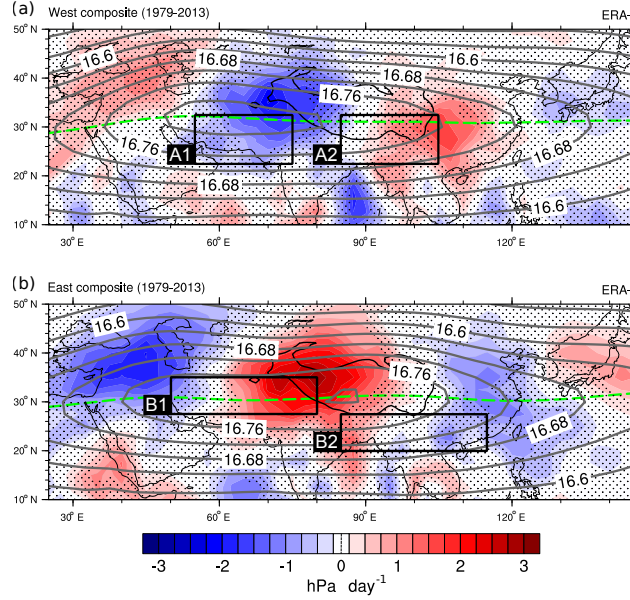 (a) West composite (1979-2013) ERA-
50° N
40° N
30° N
20° N
10° N
16.6
16.68
16.68
16.6
16.76
16.76
16.68
16.68
A1
A2
30° E
60° E
90° E
120° E
(b) East composite (1979-2013) ERA-
50° N
40° N
30° N
20° N
10° N
16.6
16.68
16.68
16.6
16.76
16.76
16.68
16.68
16.6
B1
B2
30° E
60° E
90° E
120° E
-3 -2 -1 0 1 2 3
hPa day⁻¹